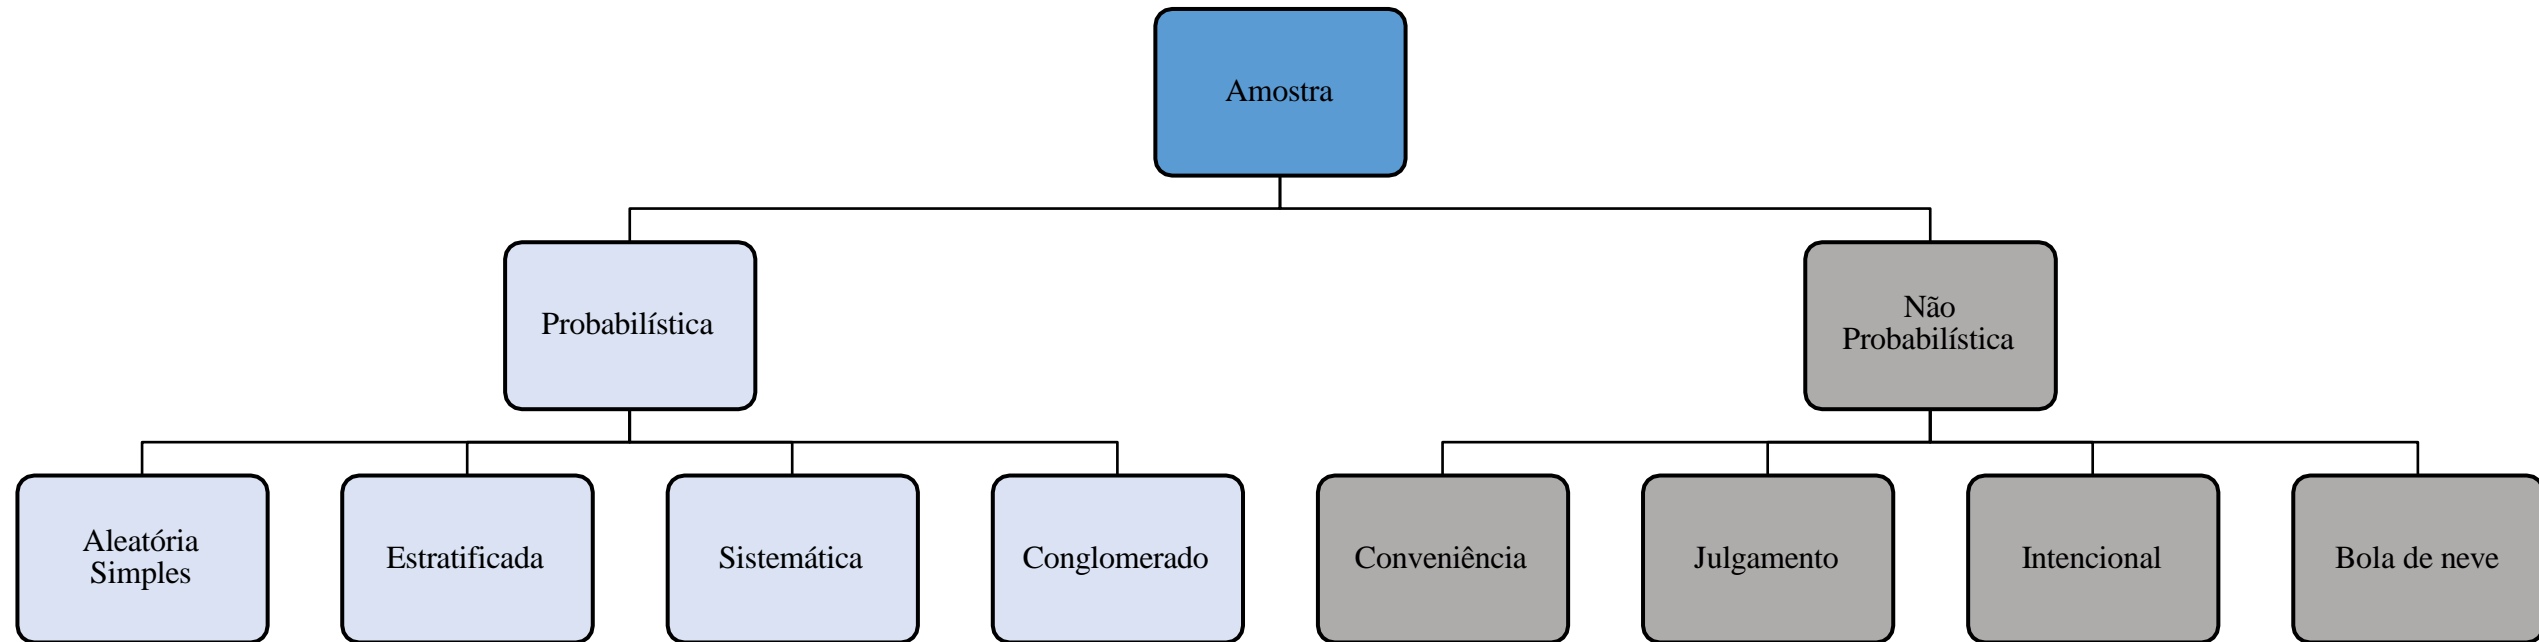 Amostra
Probabilística
Não
Probabilística
Aleatória
Simples
Estratificada
Sistemática
Conglomerado
Conveniência
Julgamento
Intencional
Bola de neve